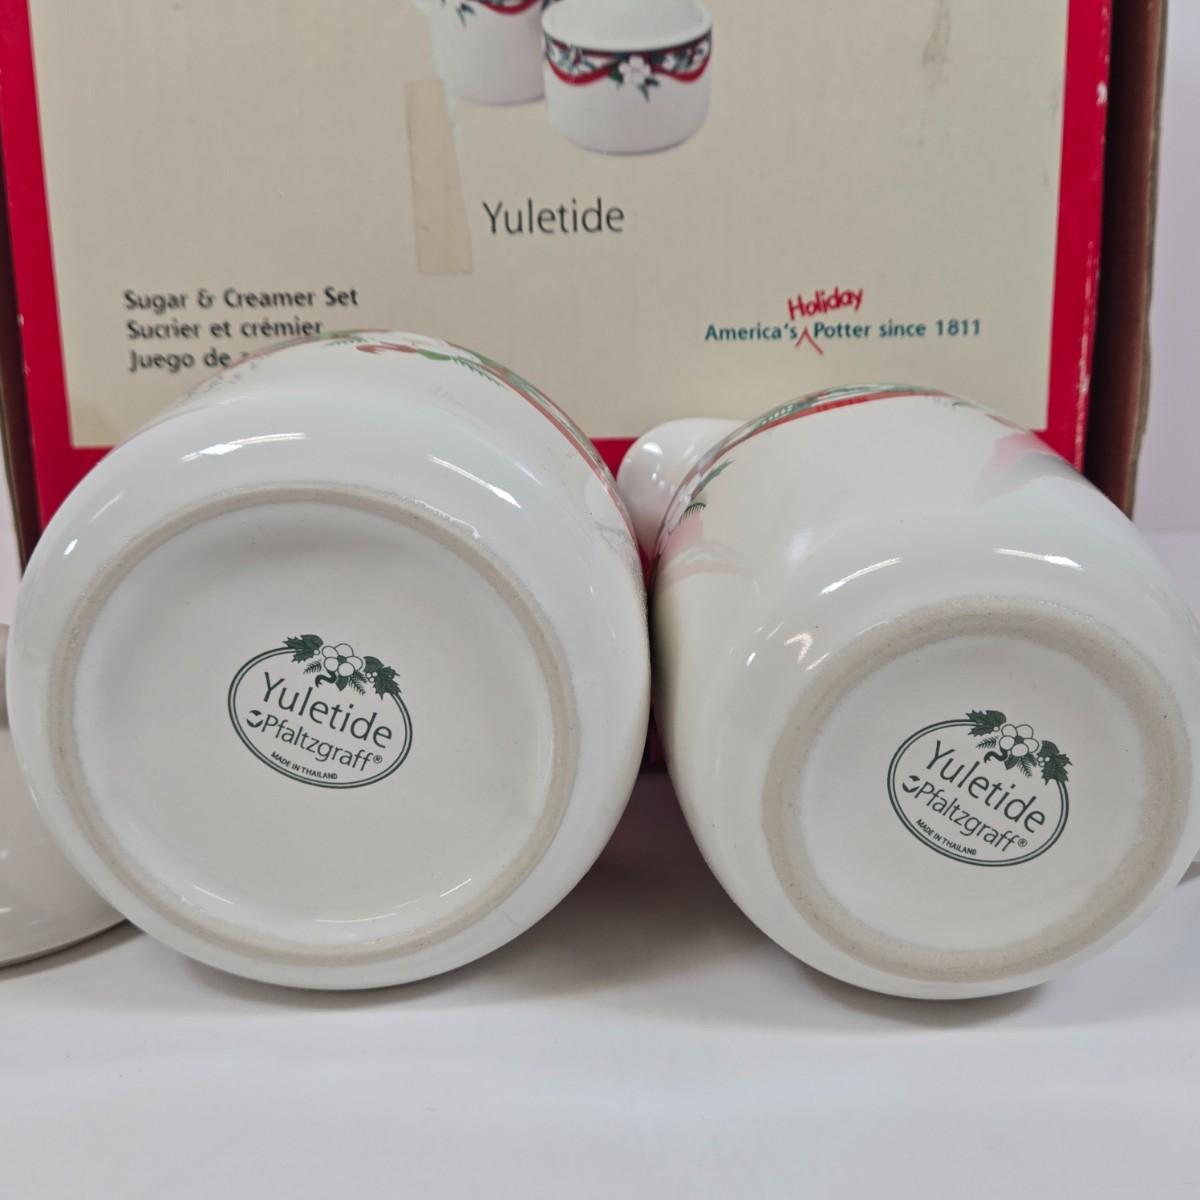 Yuletide
Sugar & Creamer Set
Sucrier et crémier
Juego de
Holiday
America's Potter since 1811
Yuletide
Pfaltzgraff®
MADE IN THAILAND
Yuletide
Pfaltzgraff®
MADE IN THAILAND